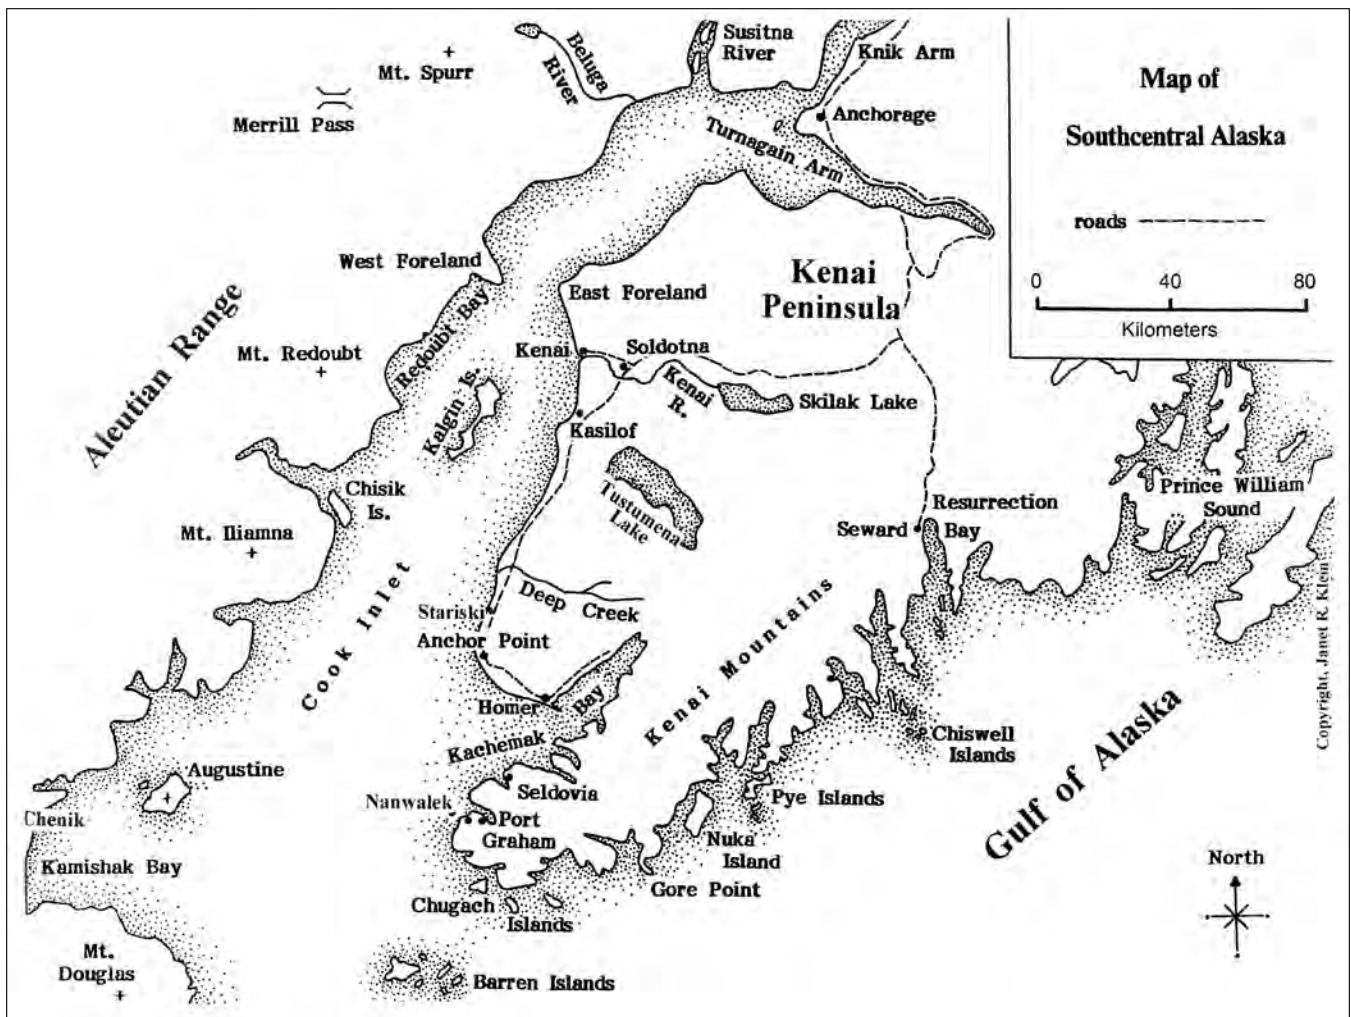 Map of
Southcentral Alaska
roads
0 40 80
Kilometers
Susitna
River
Knik Arm
Beluga
River
Mt. Spurr
Merrill Pass
Anchorage
Turnagain Arm
West Foreland
East Foreland
Kenai
Peninsula
Aleutian Range
Redoubt Bay
Mt. Redoubt
Kalgin Is.
Kenai
Soldotna
Kenai
R.
Skilak Lake
Kasilof
Tustumena
Lake
Chisik
Is.
Mt. Iliamna
Resurrection
Bay
Seward
Prince William
Sound
Cook Inlet
Deep Creek
Stariski
Anchor Point
Homer
Kachemak
Bay
Kenai Mountains
Chiswell
Islands
Gulf of Alaska
Copyright, Janet R. Klein
Augustine
Seldovia
Nanwalek
Port
Graham
Pye Islands
Nuka
Island
Chenik
Kamishak Bay
Gore Point
Chugach
Islands
North
Mt.
Douglas
Barren Islands